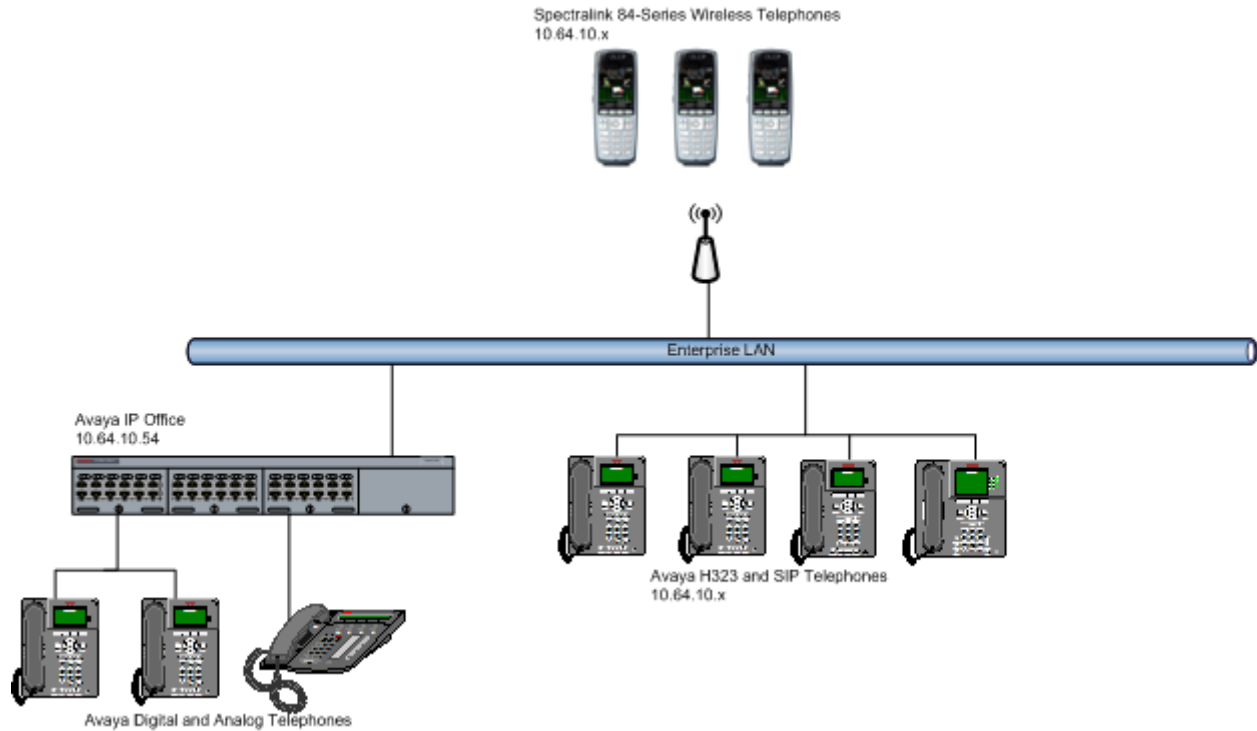 Spectralink 84-Series Wireless Telephones
10.64.10.x
Enterprise LAN
Avaya IP Office
10.64.10.54
Avaya H323 and SIP Telephones
10.64.10.x
Avaya Digital and Analog Telephones